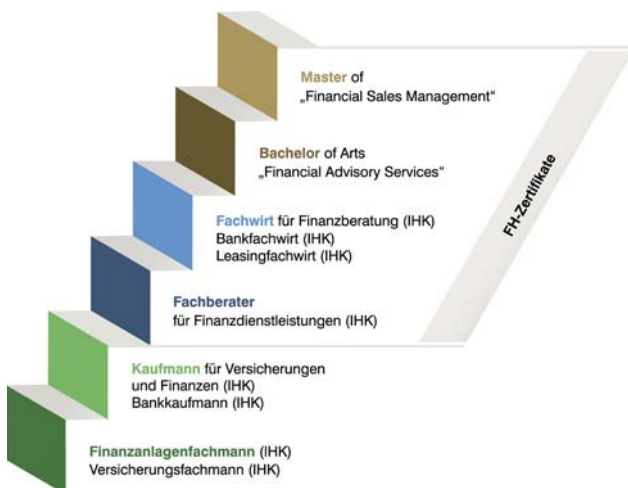 Master of
„Financial Sales Management“
Bachelor of Arts
„Financial Advisory Services“
Fachwirt für Finanzberatung (IHK)
Bankfachwirt (IHK)
Leasingfachwirt (IHK)
Fachberater
für Finanzdienstleistungen (IHK)
Kaufmann für Versicherungen
und Finanzen (IHK)
Bankkaufmann (IHK)
Finanzanlagenfachmann (IHK)
Versicherungsfachmann (IHK)
FH-Zertifikate